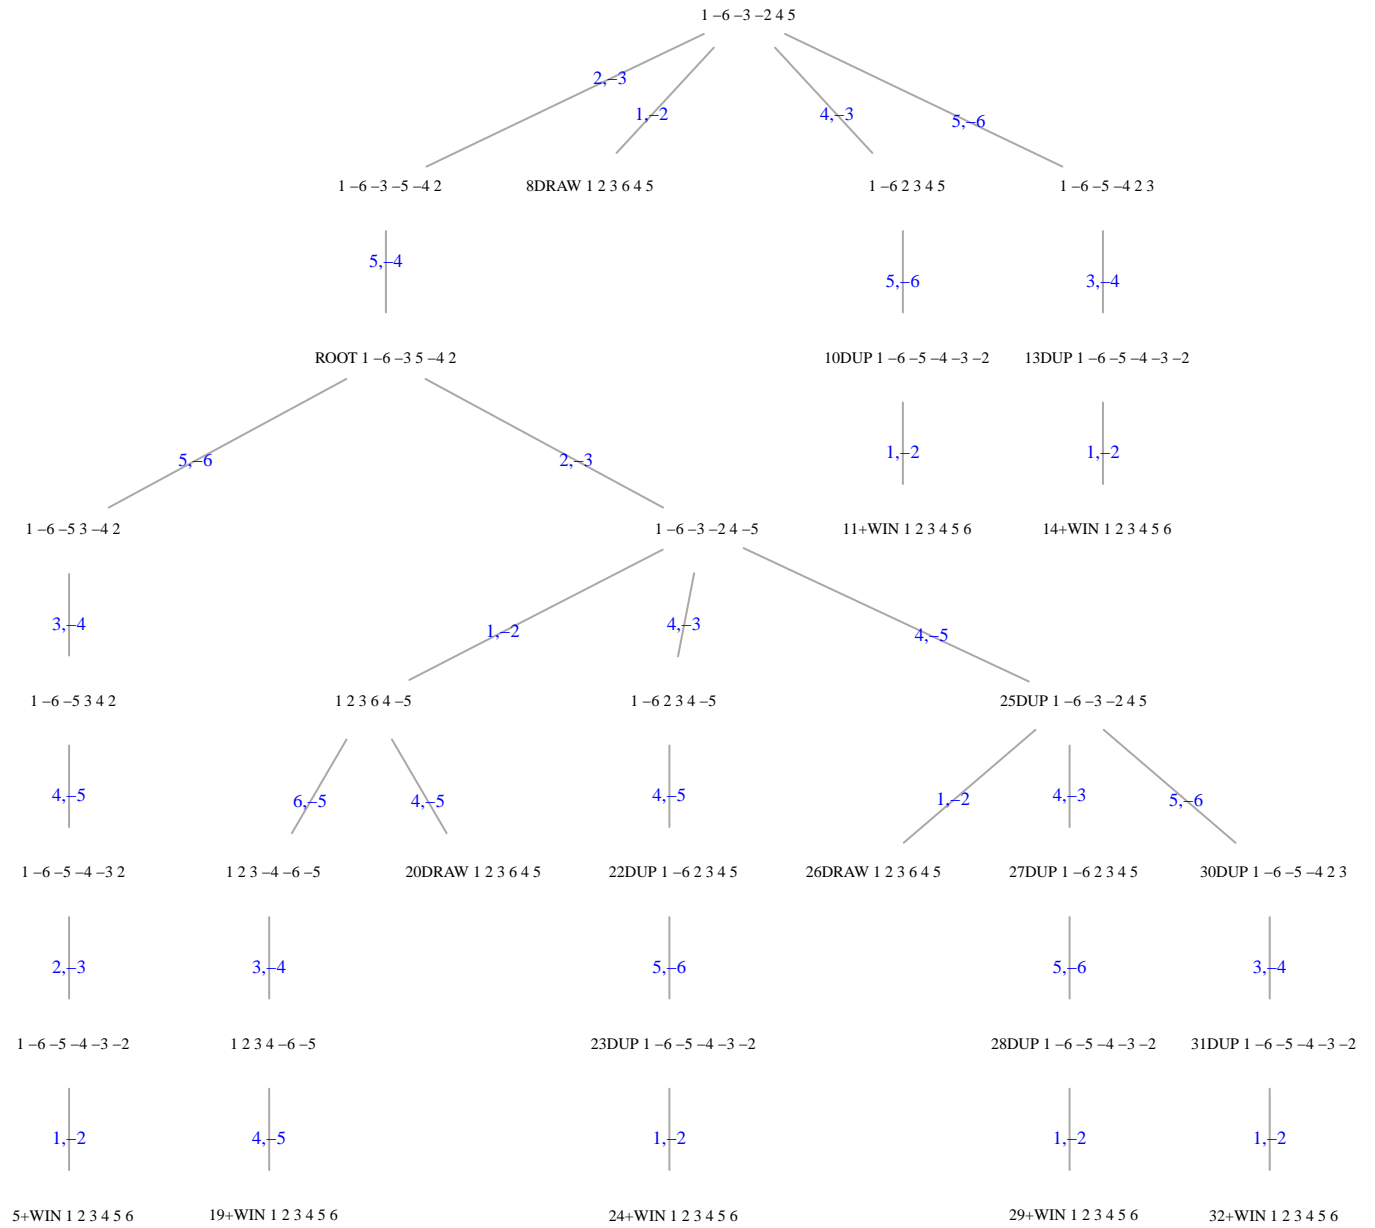 1 –6 –3 –2 4 5
2,–3
1,–2
4,–3
5,–6
1 –6 –3 –5 –4 2
8DRAW 1 2 3 6 4 5
1 –6 2 3 4 5
1 –6 –5 –4 2 3
5,–4
5,–6
3,–4
ROOT 1 –6 –3 5 –4 2
10DUP 1 –6 –5 –4 –3 –2
13DUP 1 –6 –5 –4 –3 –2
5,–6
2,–3
1,–2
1,–2
1 –6 –5 3 –4 2
1 –6 –3 –2 4 –5
11+WIN 1 2 3 4 5 6
14+WIN 1 2 3 4 5 6
3,–4
1,–2
4,–3
4,–5
1 –6 –5 3 4 2
1 2 3 6 4 –5
1 –6 2 3 4 –5
25DUP 1 –6 –3 –2 4 5
4,–5
6,–5
4,–5
4,–5
1,–2
4,–3
5,–6
1 –6 –5 –4 –3 2
1 2 3 –4 –6 –5
20DRAW 1 2 3 6 4 5
22DUP 1 –6 2 3 4 5
26DRAW 1 2 3 6 4 5
27DUP 1 –6 2 3 4 5
30DUP 1 –6 –5 –4 2 3
2,–3
3,–4
5,–6
5,–6
3,–4
1 –6 –5 –4 –3 –2
1 2 3 4 –6 –5
23DUP 1 –6 –5 –4 –3 –2
28DUP 1 –6 –5 –4 –3 –2
31DUP 1 –6 –5 –4 –3 –2
1,–2
4,–5
1,–2
1,–2
1,–2
5+WIN 1 2 3 4 5 6
19+WIN 1 2 3 4 5 6
24+WIN 1 2 3 4 5 6
29+WIN 1 2 3 4 5 6
32+WIN 1 2 3 4 5 6